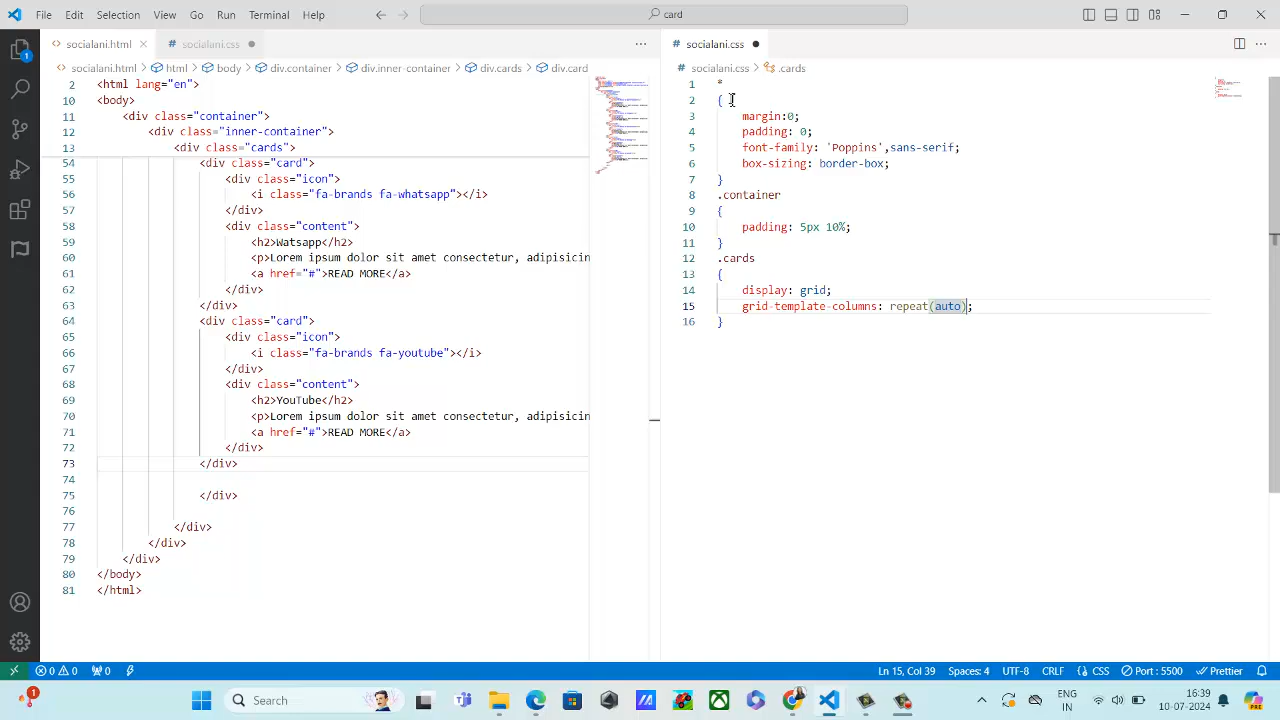 File Edit Selection View Go Run Terminal Help card
socialani.html socialani.css
socialani.html html body div.container div.inner-container div.cards div.card
2 <html lang="en">
10 <body>
11 <div class="container">
12 <div class="inner-container">
13 <div class="cards">
54 <div class="card">
55 <div class="icon">
56 <i class="fa-brands fa-whatsapp"></i>
57 </div>
58 <div class="content">
59 <h2>Watsapp</h2>
60 <p>Lorem ipsum dolor sit amet consectetur, adipisicin
61 <a href="#">READ MORE</a>
62 </div>
63 </div>
64 <div class="card">
65 <div class="icon">
66 <i class="fa-brands fa-youtube"></i>
67 </div>
68 <div class="content">
69 <h2>YouTube</h2>
70 <p>Lorem ipsum dolor sit amet consectetur, adipisicin
71 <a href="#">READ MORE</a>
72 </div>
73 </div>
74
75 </div>
76
77 </div>
78 </div>
79 </div>
80 </body>
81 </html>
# socialani.css
# socialani.css .cards
1 *
2 {
3 margin:0;
4 padding: 0;
5 font-family: 'Poppins',sans-serif;
6 box-sizing: border-box;
7 }
8 .container
9 {
10 padding: 5px 10%;
11 }
12 .cards
13 {
14 display: grid;
15 grid-template-columns: repeat(auto);
16 }
0 0 0 Ln 15, Col 39 Spaces: 4 UTF-8 CRLF {} CSS Port : 5500 Prettier
1 Search ENG 16:39
IN 10-07-2024